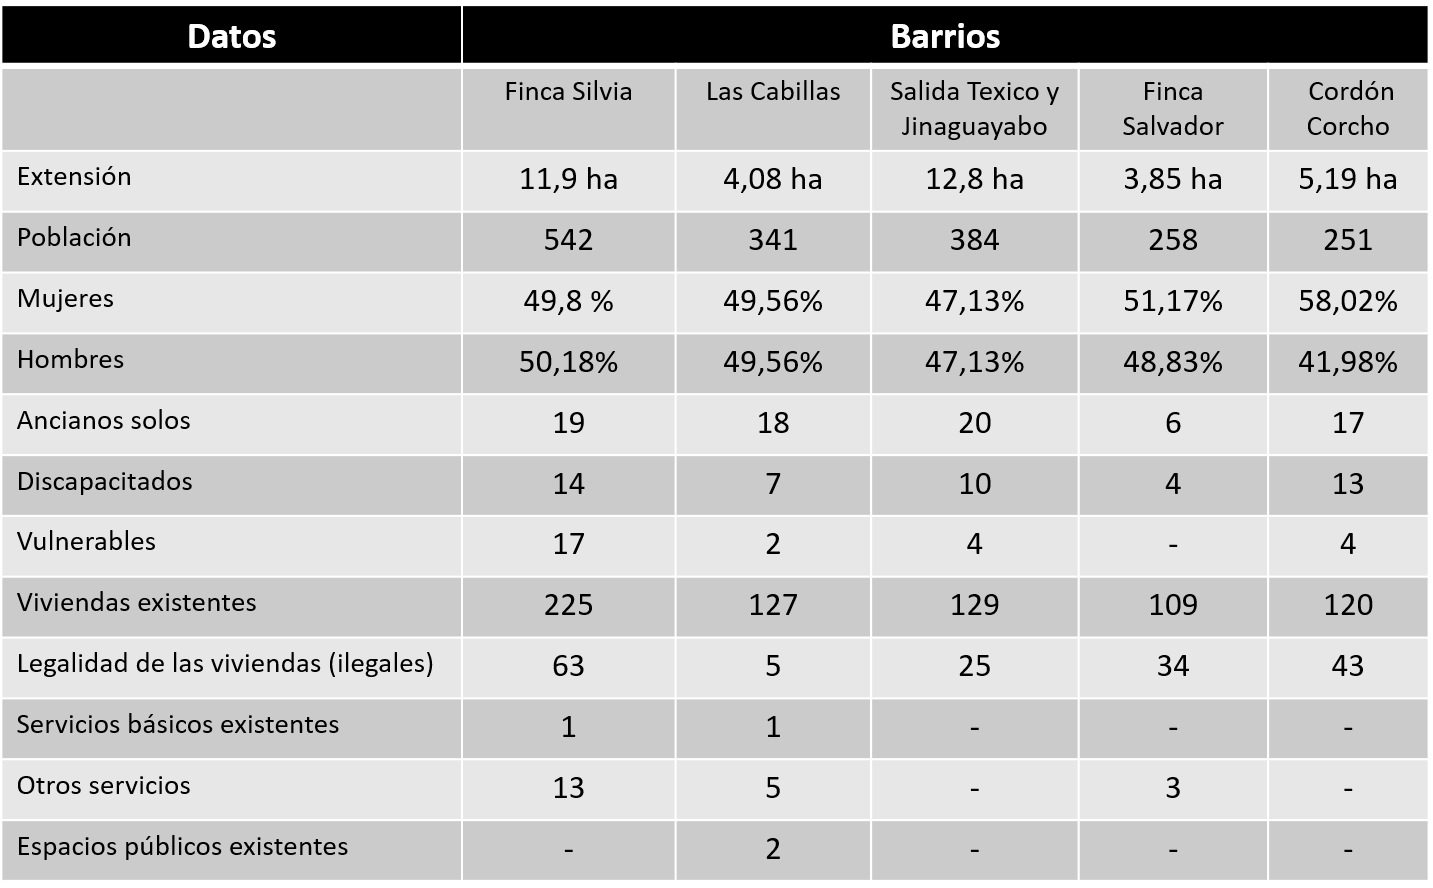 Datos Barrios
Finca Silvia Las Cabillas Salida Texico y Finca Cordón
Jinaguayabo Salvador Corcho
Extensión 11,9 ha 4,08 ha 12,8 ha 3,85 ha 5,19 ha
Población 542 341 384 258 251
Mujeres 49,8 % 49,56% 47,13% 51,17% 58,02%
Hombres 50,18% 49,56% 47,13% 48,83% 41,98%
Ancianos solos 19 18 20 6 17
Discapacitados 14 7 10 4 13
Vulnerables 17 2 4 - 4
Viviendas existentes 225 127 129 109 120
Legalidad de las viviendas (ilegales) 63 5 25 34 43
Servicios básicos existentes 1 1 - - -
Otros servicios 13 5 - 3 -
Espacios públicos existentes - 2 - - -